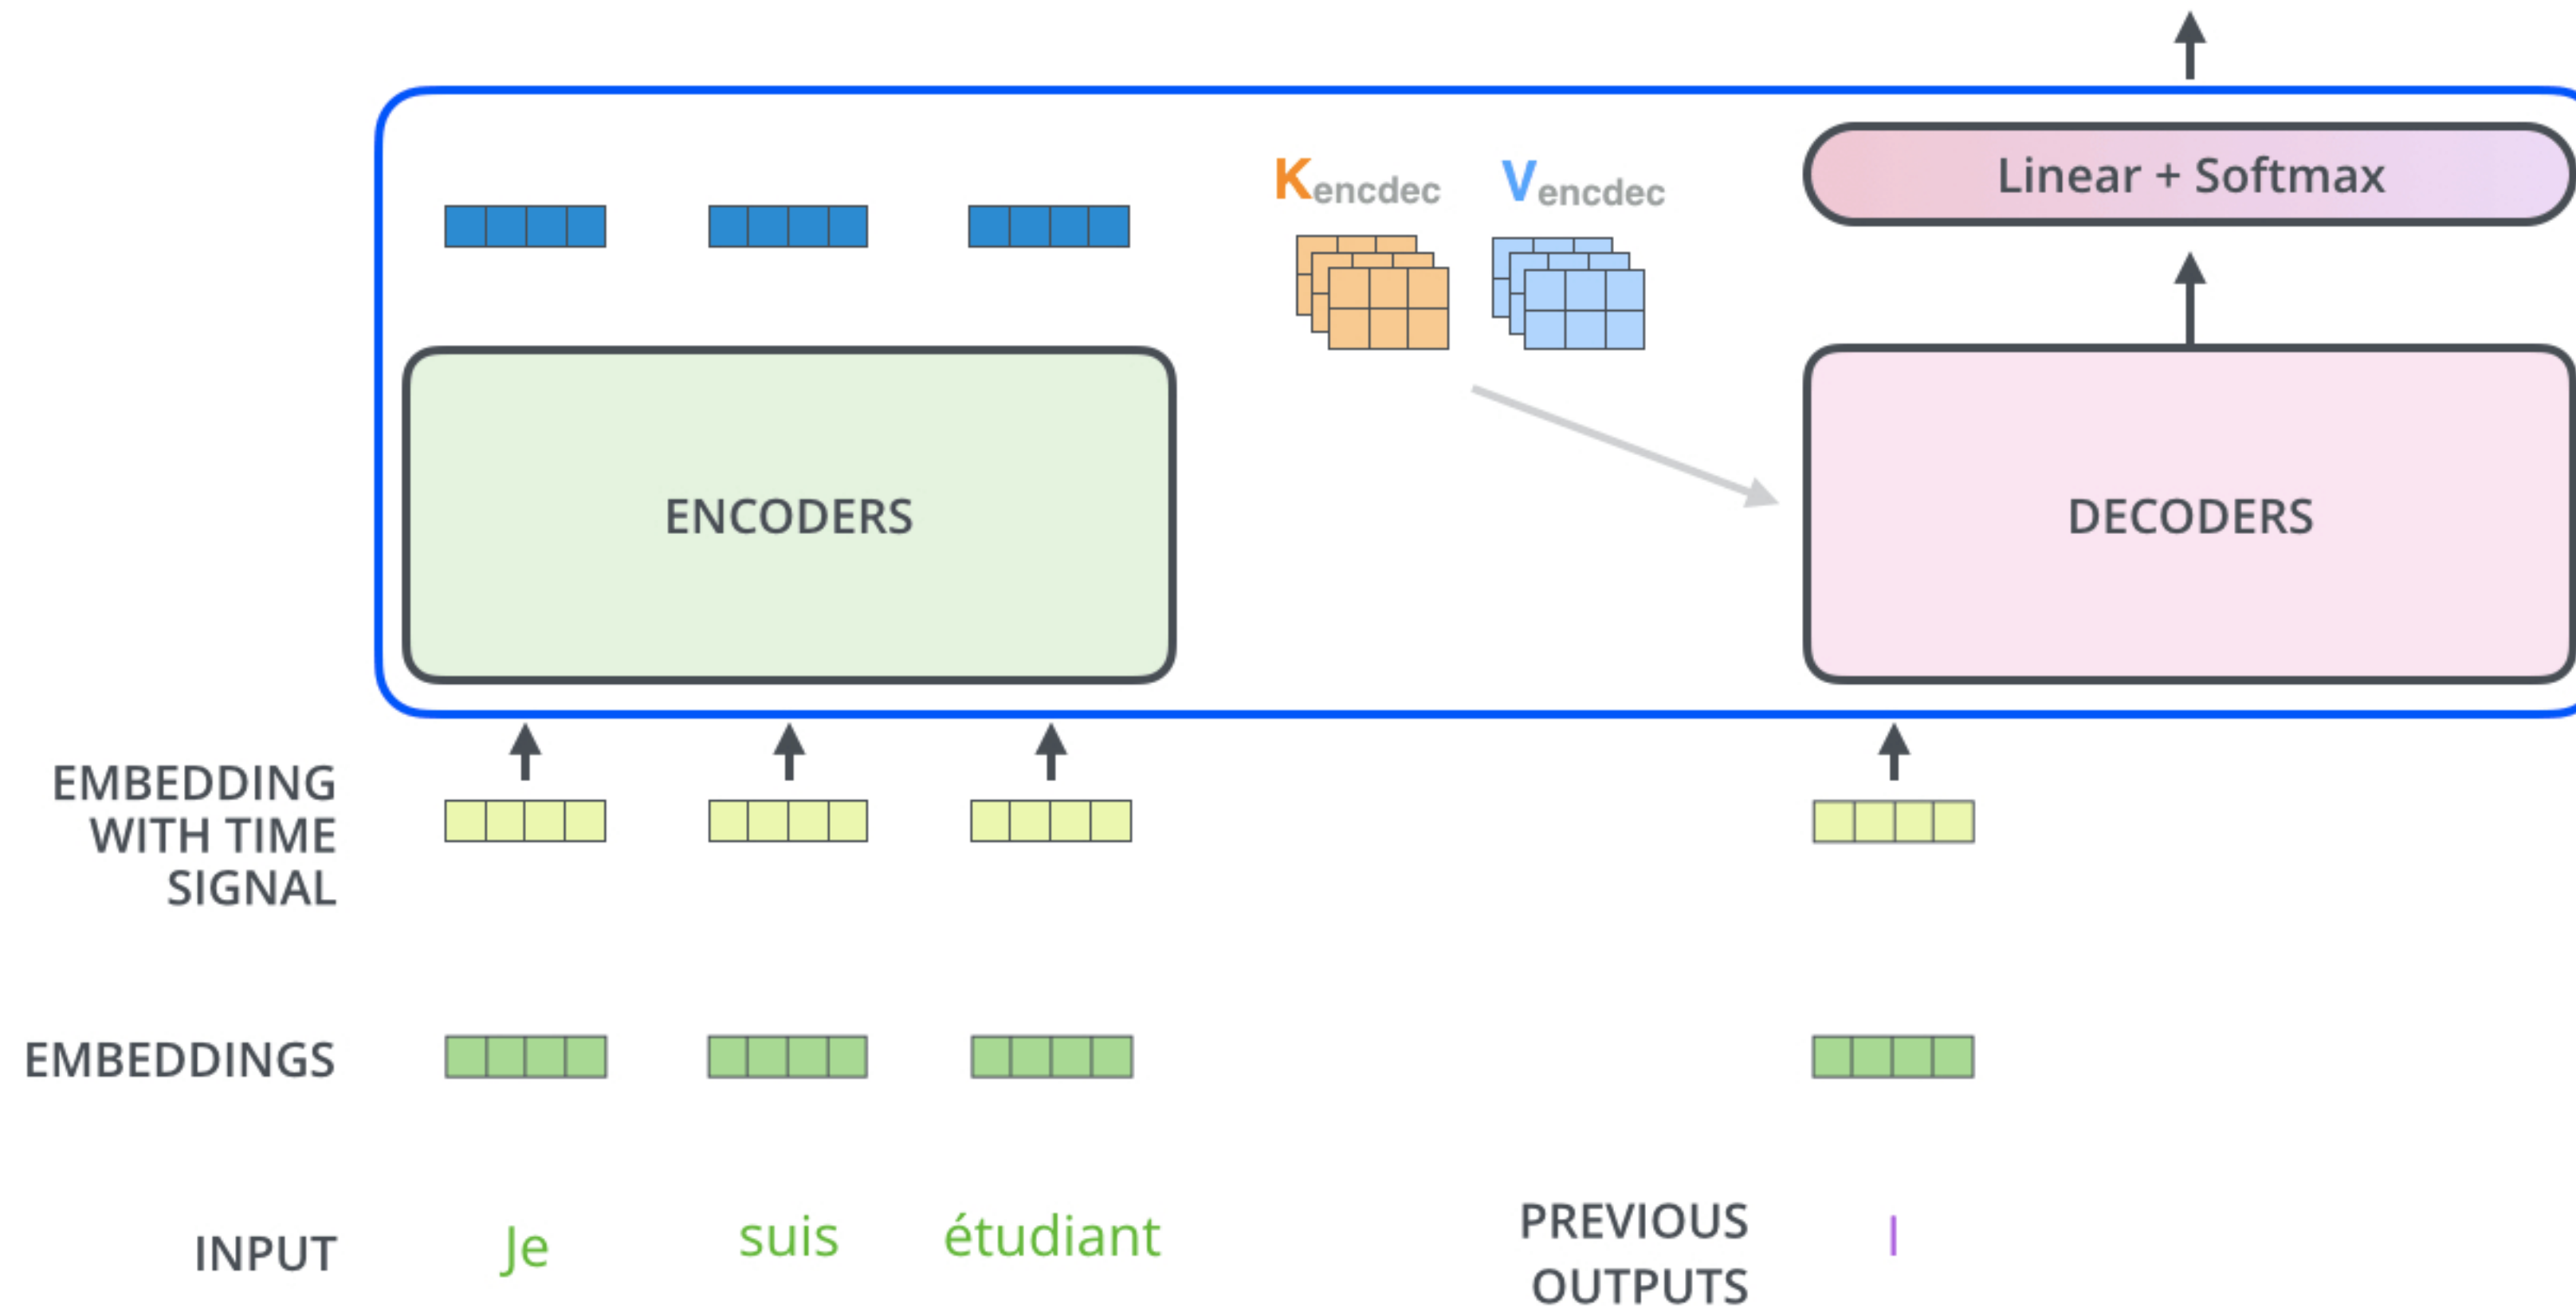 Kencdec Vencdec
Linear + Softmax
ENCODERS
DECODERS
EMBEDDING
WITH TIME
SIGNAL
EMBEDDINGS
INPUT Je suis étudiant
PREVIOUS
OUTPUTS
I